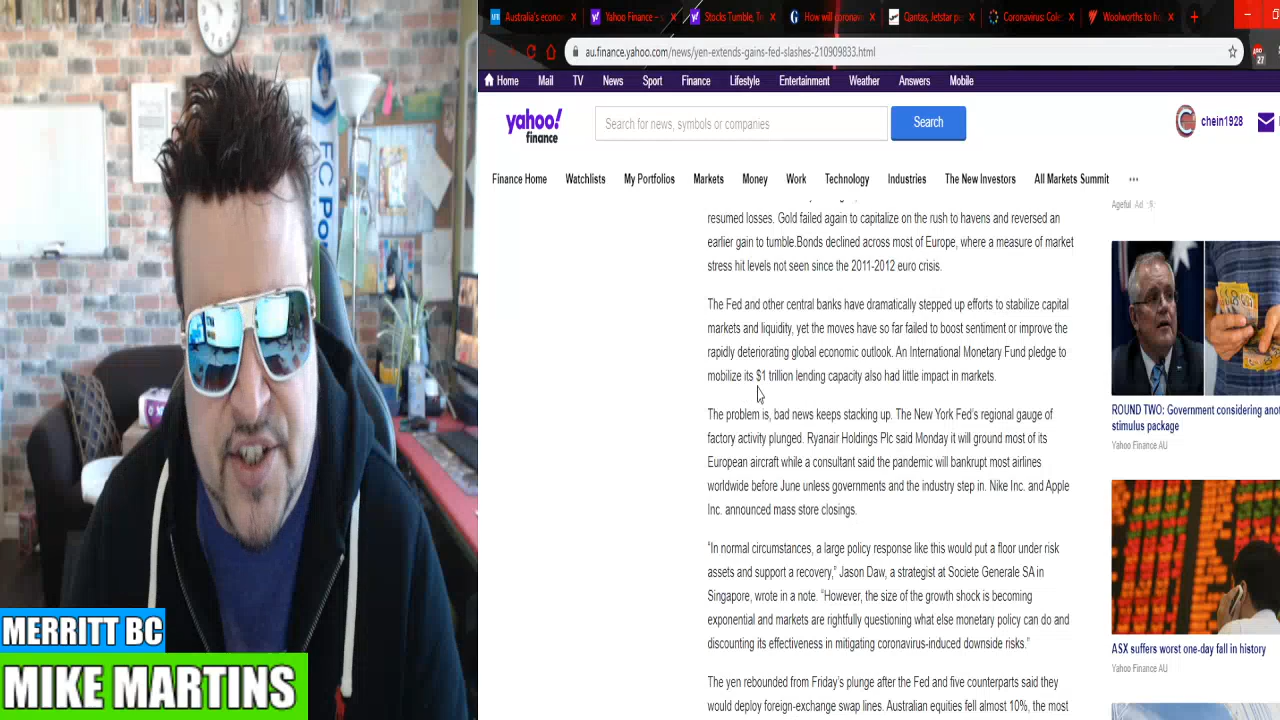 Australia's econo
Yahoo Finance – s
Stocks Tumble, Tr
How will corona
Qantas, Jetstar
Coronavirus: Cole
Woolworths to
au.finance.yahoo.com/news/yen-extends-gains-fed-slashes-210909833.html
27
Home Mail TV News Sport Finance Lifestyle Entertainment Weather Answers Mobile
yahoo!
finance
Search for news, symbols or companies
Search
chein1928
Finance Home Watchlists My Portfolios Markets Money Work Technology Industries The New Investors All Markets Summit ...
resumed losses. Gold failed again to capitalize on the rush to havens and reversed an
earlier gain to tumble.Bonds declined across most of Europe, where a measure of market
stress hit levels not seen since the 2011-2012 euro crisis.
The Fed and other central banks have dramatically stepped up efforts to stabilize capital
markets and liquidity, yet the moves have so far failed to boost sentiment or improve the
rapidly deteriorating global economic outlook. An International Monetary Fund pledge to
mobilize its $1 trillion lending capacity also had little impact in markets.
The problem is, bad news keeps stacking up. The New York Fed's regional gauge of
factory activity plunged. Ryanair Holdings Plc said Monday it will ground most of its
European aircraft while a consultant said the pandemic will bankrupt most airlines
worldwide before June unless governments and the industry step in. Nike Inc. and Apple
Inc. announced mass store closings.
“In normal circumstances, a large policy response like this would put a floor under risk
assets and support a recovery,” Jason Daw, a strategist at Societe Generale SA in
Singapore, wrote in a note. “However, the size of the growth shock is becoming
exponential and markets are rightfully questioning what else monetary policy can do and
discounting its effectiveness in mitigating coronavirus-induced downside risks.”
The yen rebounded from Friday's plunge after the Fed and five counterparts said they
would deploy foreign-exchange swap lines. Australian equities fell almost 10%, the most
Ageful Ad
ROUND TWO: Government considering anot
stimulus package
Yahoo Finance AU
ASX suffers worst one-day fall in history
Yahoo Finance AU
FC Po
MERRITT BC
MIKE MARTINS